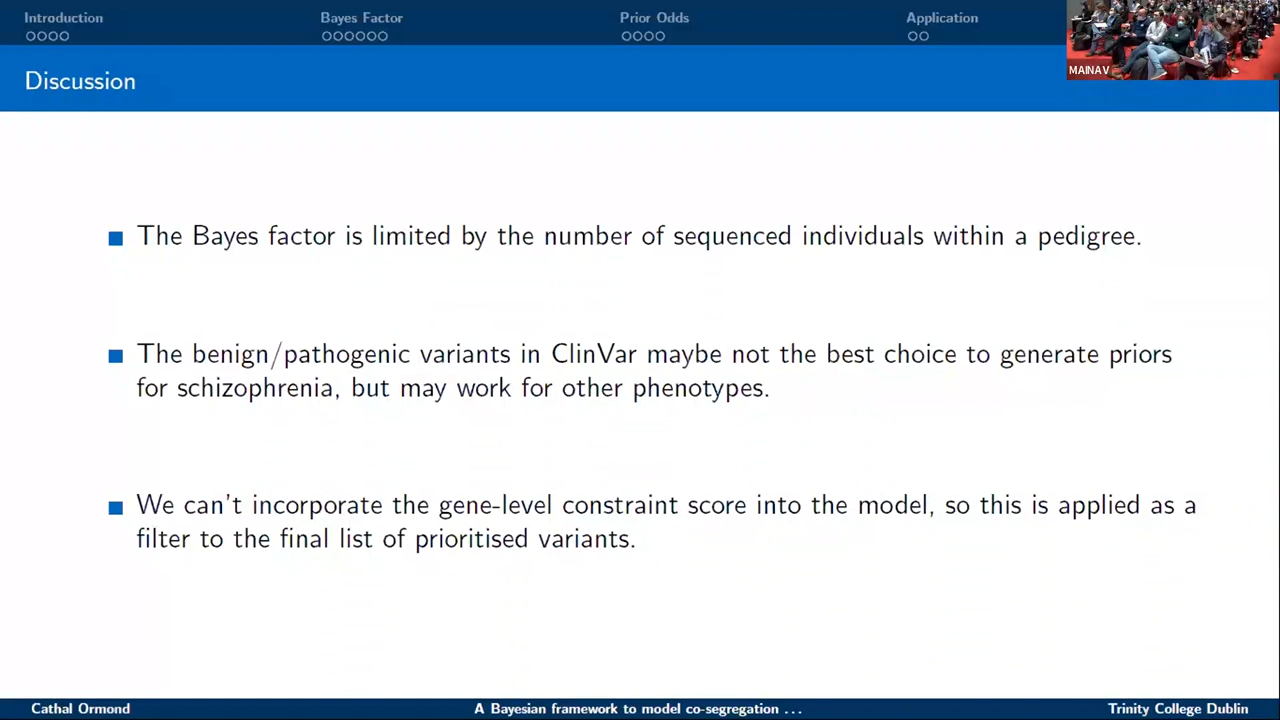 Introduction Bayes Factor Prior Odds Application
MAINAV
Discussion
The Bayes factor is limited by the number of sequenced individuals within a pedigree.
The benign/pathogenic variants in ClinVar maybe not the best choice to generate priors
for schizophrenia, but may work for other phenotypes.
We can't incorporate the gene-level constraint score into the model, so this is applied as a
filter to the final list of prioritised variants.
Cathal Ormond A Bayesian framework to model co-segregation ... Trinity College Dublin